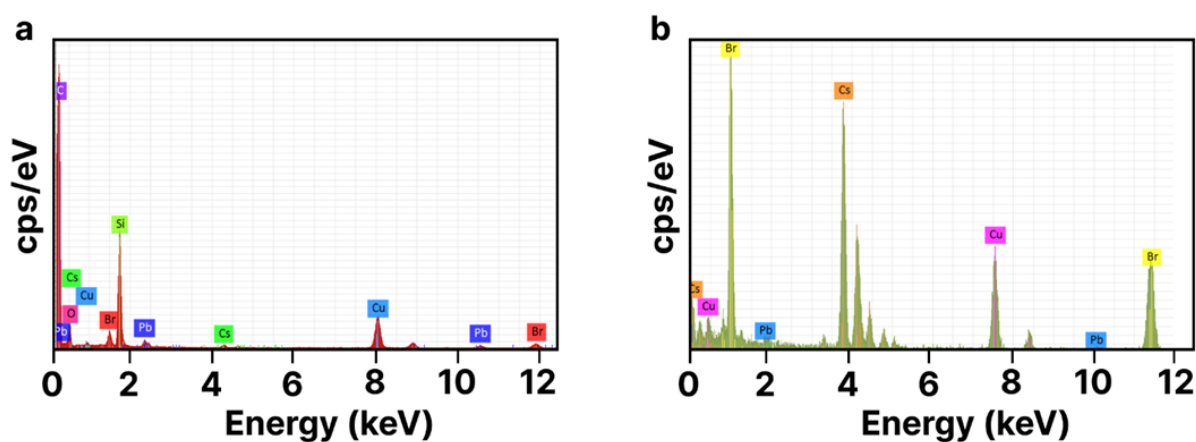 a
C
Cs
Cu
O
Pb
Br
Si
Pb
Cs
Cu
Pb
Br
cps/eV
0 2 4 6 8 10 12
Energy (keV)
b
Br
Cs
Cs
Cu
Pb
Cu
Pb
Br
cps/eV
0 2 4 6 8 10 12
Energy (keV)